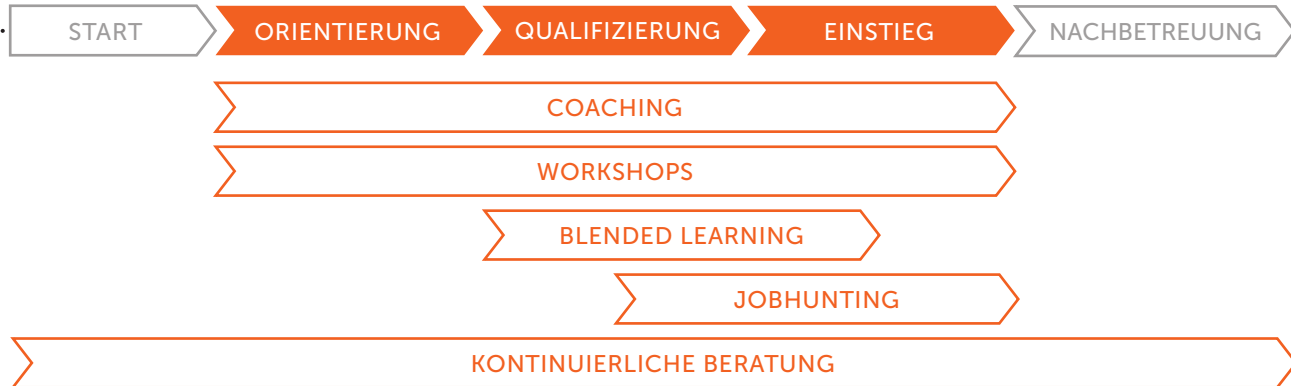 START ORIENTIERUNG QUALIFIZIERUNG EINSTIEG NACHBETREUUNG
COACHING
WORKSHOPS
BLENDED LEARNING
JOBHUNTING
KONTINUIERLICHE BERATUNG